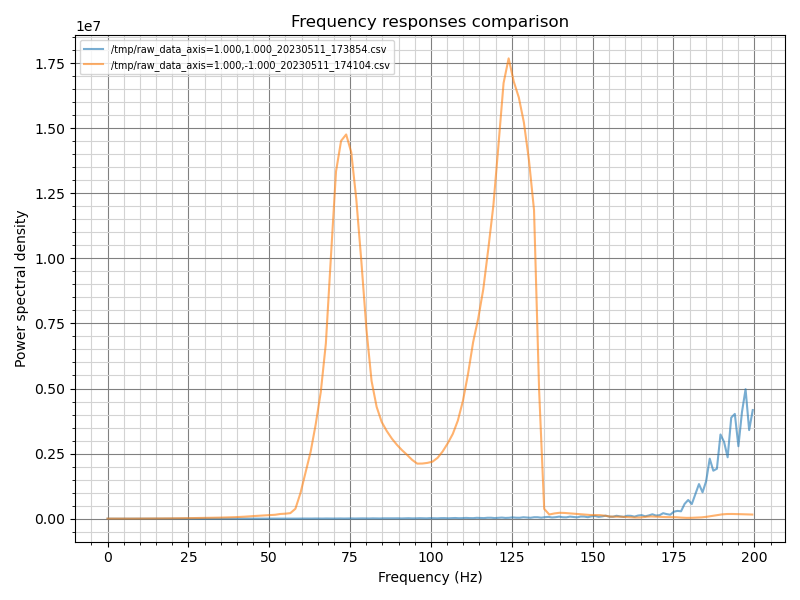 Frequency responses comparison
1e7
/tmp/raw_data_axis=1.000,1.000_20230511_173854.csv
/tmp/raw_data_axis=1.000,-1.000_20230511_174104.csv
1.75
1.50
1.25
1.00
0.75
0.50
0.25
0.00
Power spectral density
0 25 50 75 100 125 150 175 200
Frequency (Hz)